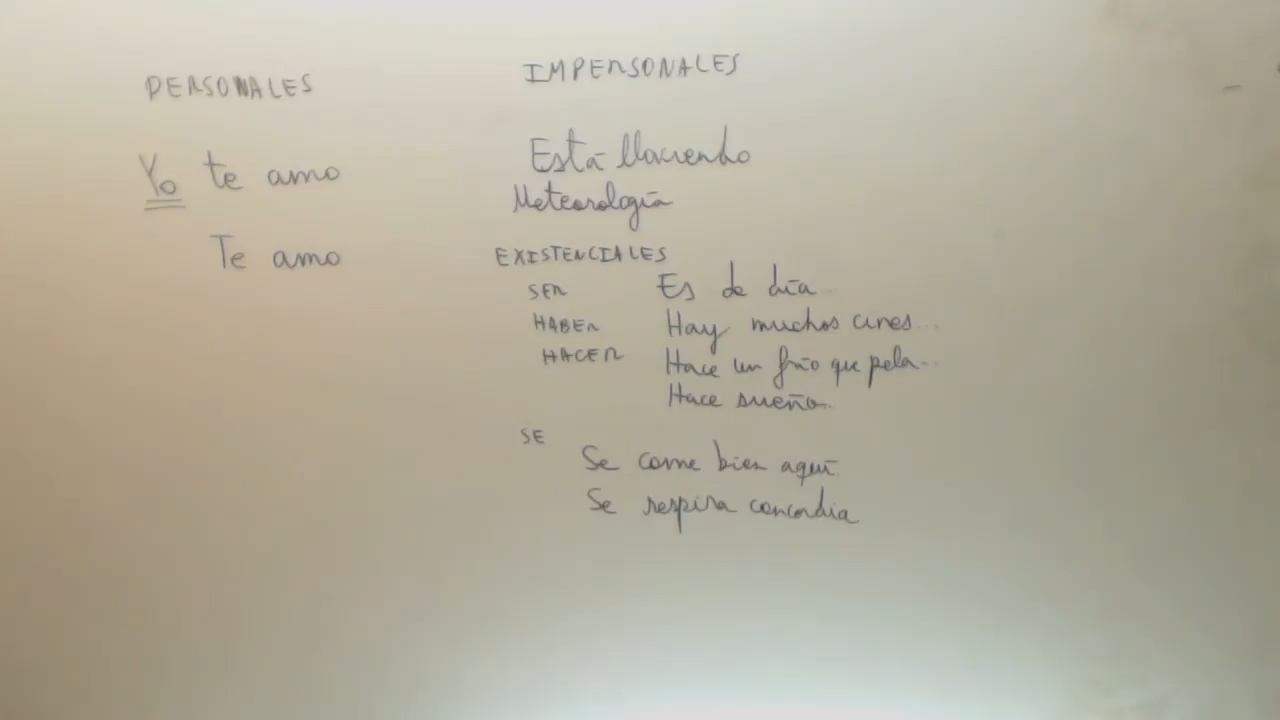 PERSONALES
Yo te amo
Te amo
IMPERSONALES
Está lloviendo
Meteorología
EXISTENCIALES
SER Es de día...
HABER Hay muchos cines...
HACER Hace un frío que pela...
Hace sueño...
SE
Se come bien aquí.
Se respira concordia